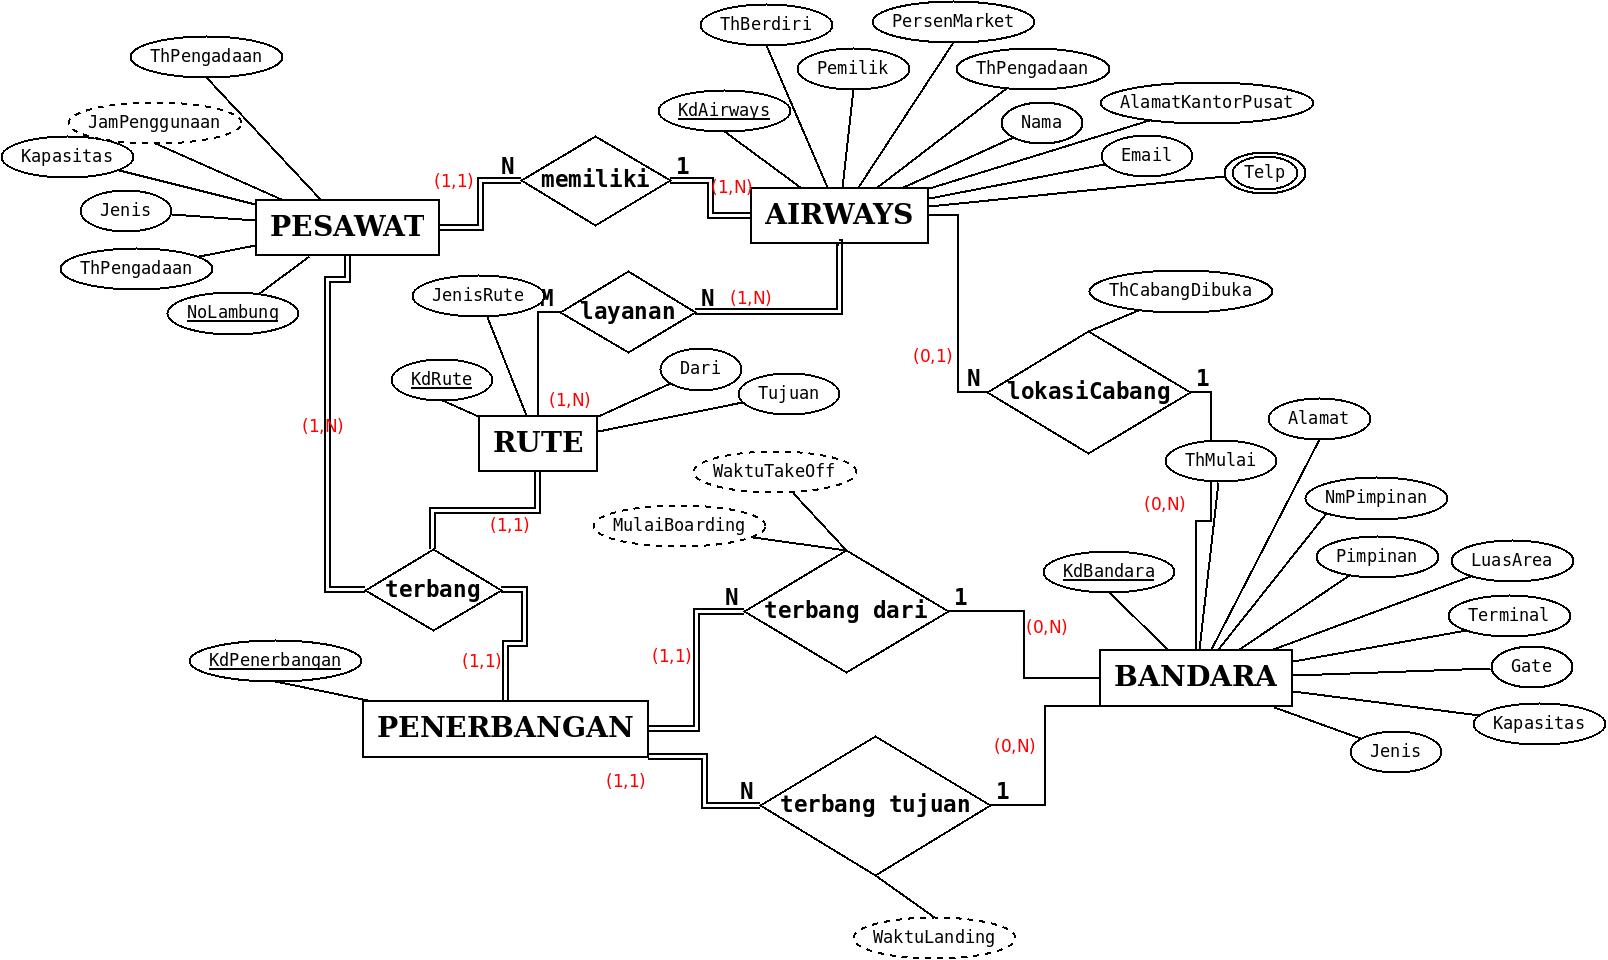 ThBerdiri
PersenMarket
ThPengadaan
Pemilik
ThPengadaan
KdAirways
AlamatKantorPusat
JamPenggunaan
Nama
Kapasitas
Email
N
memiliki
1
Telp
(1,1)
(1,N)
Jenis
PESAWAT
AIRWAYS
ThPengadaan
JenisRute
M
layanan
N
(1,N)
ThCabangDibuka
NoLambung
(0,1)
Dari
KdRute
N
lokasiCabang
1
Tujuan
(1,N)
Alamat
(1,N)
RUTE
ThMulai
WaktuTakeOff
NmPimpinan
(0,N)
(1,1)
MulaiBoarding
Pimpinan
LuasArea
KdBandara
terbang
N
terbang dari
1
Terminal
(0,N)
KdPenerbangan
(1,1)
(1,1)
Gate
BANDARA
PENERBANGAN
Kapasitas
(0,N)
Jenis
(1,1)
N
terbang tujuan
1
WaktuLanding